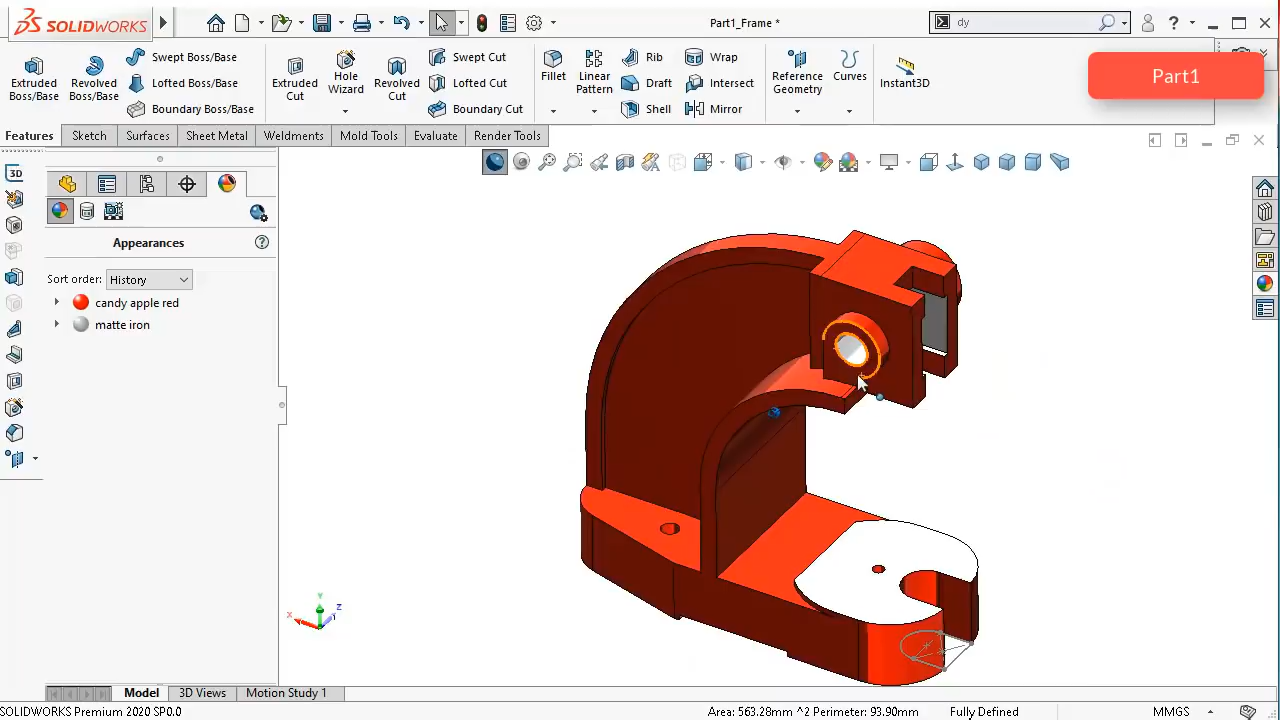 SOLIDWORKS
Part1_Frame *
dy
Part1
Extruded Boss/Base
Revolved Boss/Base
Swept Boss/Base
Lofted Boss/Base
Boundary Boss/Base
Extruded Cut
Hole Wizard
Revolved Cut
Swept Cut
Lofted Cut
Boundary Cut
Fillet
Linear Pattern
Rib
Draft
Shell
Wrap
Intersect
Mirror
Reference Geometry
Curves
Instant3D
Features
Sketch
Surfaces
Sheet Metal
Weldments
Mold Tools
Evaluate
Render Tools
3D
Appearances
Sort order:
History
candy apple red
matte iron
Y
X
Z
Model
3D Views
Motion Study 1
SOLIDWORKS Premium 2020 SP0.0
Area: 563.28mm ^2 Perimeter: 93.90mm
Fully Defined
MMGS